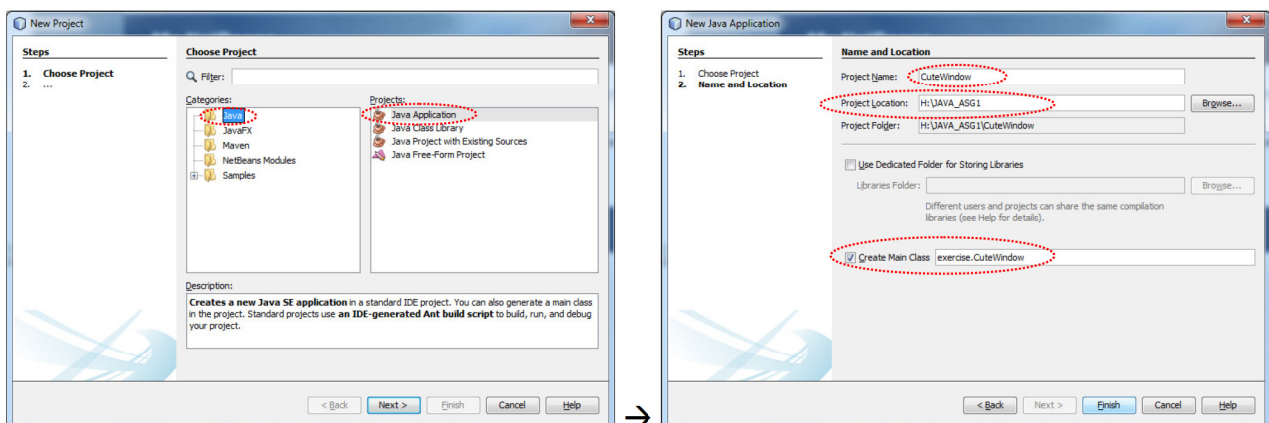 New Project
Steps
1. Choose Project
2. ...
Choose Project
Filter:
Categories:
Java
JavaFX
Maven
NetBeans Modules
Samples
Projects:
Java Application
Java Class Library
Java Project with Existing Sources
Java Free-Form Project
Description:
Creates a new Java SE application in a standard IDE project. You can also generate a main class
in the project. Standard projects use an IDE-generated Ant build script to build, run, and debug
your project.
< Back Next > Finish Cancel Help
→
New Java Application
Steps
1. Choose Project
2. Name and Location
Name and Location
Project Name: CuteWindow
Project Location: H:\JAVA_ASG1 Browse...
Project Folder: H:\JAVA_ASG1\CuteWindow
Use Dedicated Folder for Storing Libraries
Libraries Folder: Browse...
Different users and projects can share the same compilation
libraries (see Help for details).
Create Main Class exercise.CuteWindow
< Back Next > Finish Cancel Help